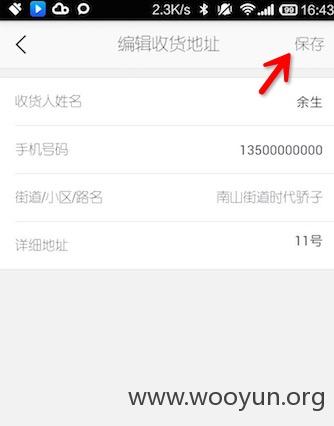 2.3K/s 99 16:43
编辑收货地址 保存
收货人姓名 余生
手机号码 13500000000
街道/小区/路名 南山街道时代骄子
详细地址 11号
www.wooyun.org